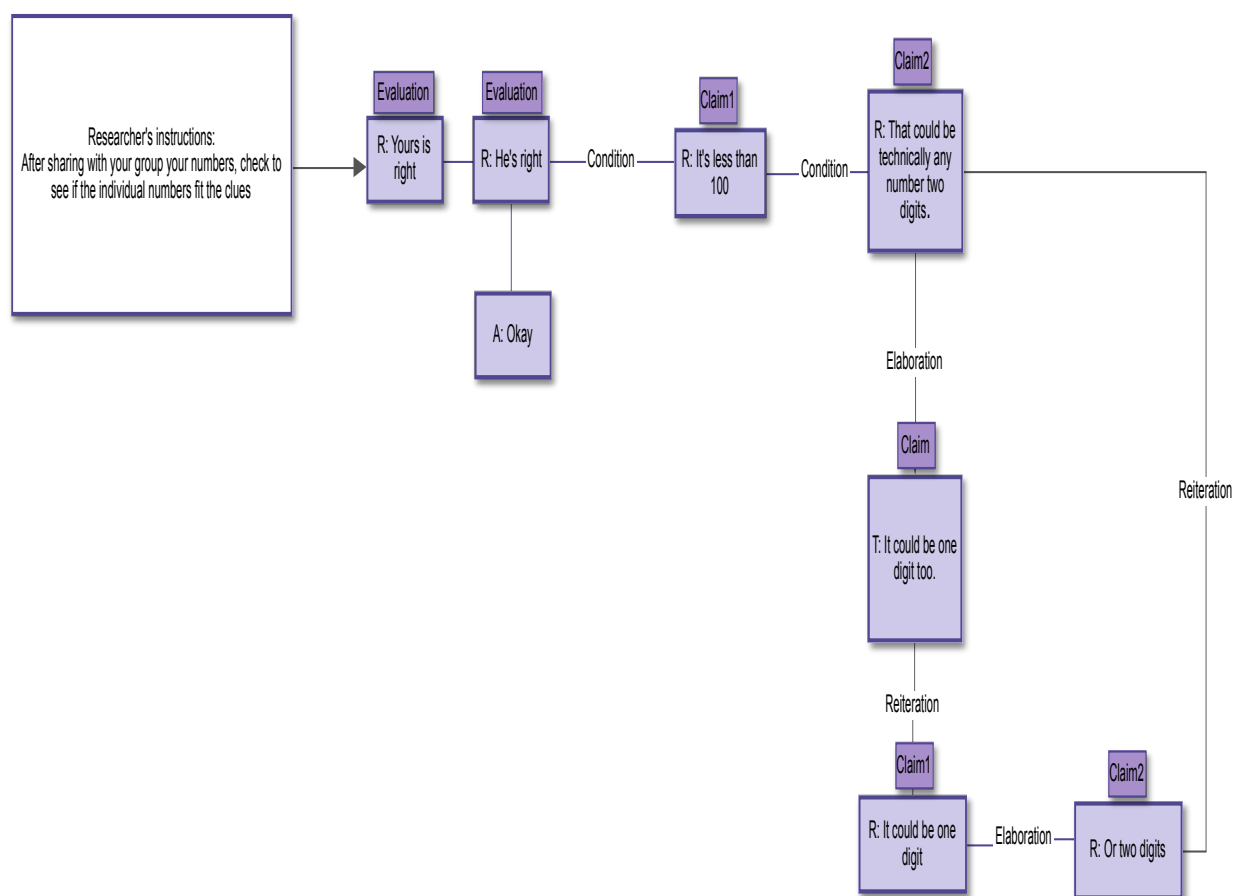 Researcher's instructions:
After sharing with your group your numbers, check to
see if the individual numbers fit the clues
Evaluation
R: Yours is
right
Evaluation
R: He's right
A: Okay
Condition
Claim1
R: It's less than
100
Condition
Claim2
R: That could be
technically any
number two
digits.
Elaboration
Claim
T: It could be one
digit too.
Reiteration
Reiteration
Claim1
R: It could be one
digit
Elaboration
Claim2
R: Or two digits